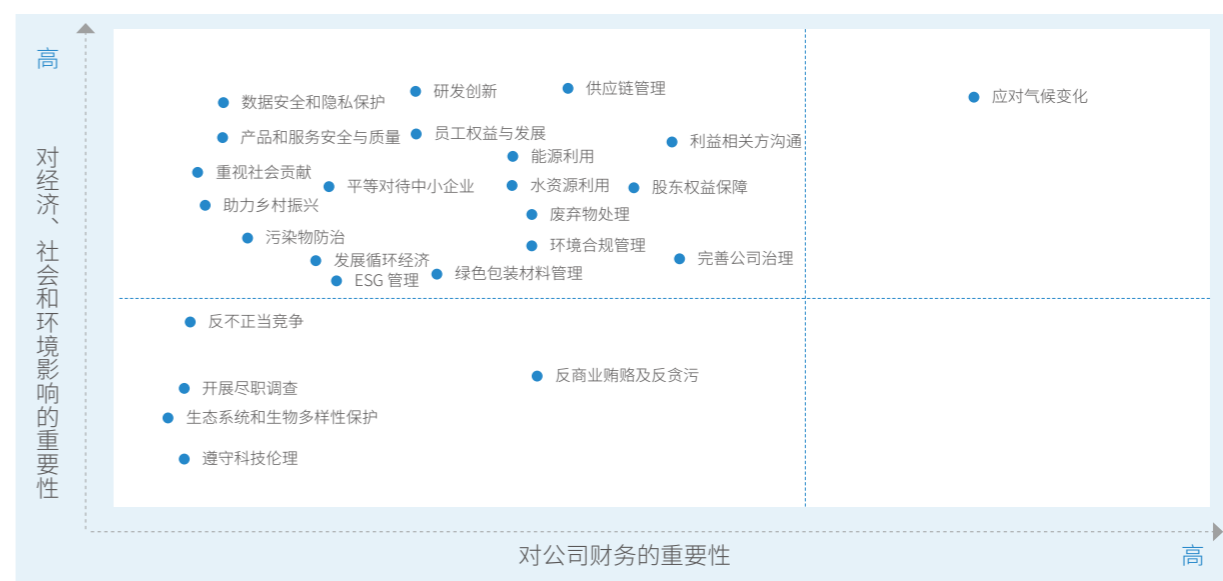 高
对经济、社会和环境影响的重要性
供应链管理
研发创新
应对气候变化
数据安全和隐私保护
员工权益与发展
产品和服务安全与质量
利益相关方沟通
能源利用
重视社会贡献
水资源利用
平等对待中小企业
股东权益保障
助力乡村振兴
废弃物处理
污染物防治
环境合规管理
完善公司治理
发展循环经济
绿色包装材料管理
ESG 管理
反不正当竞争
反商业贿赂及反贪污
开展尽职调查
生态系统和生物多样性保护
遵守科技伦理
对公司财务的重要性
高